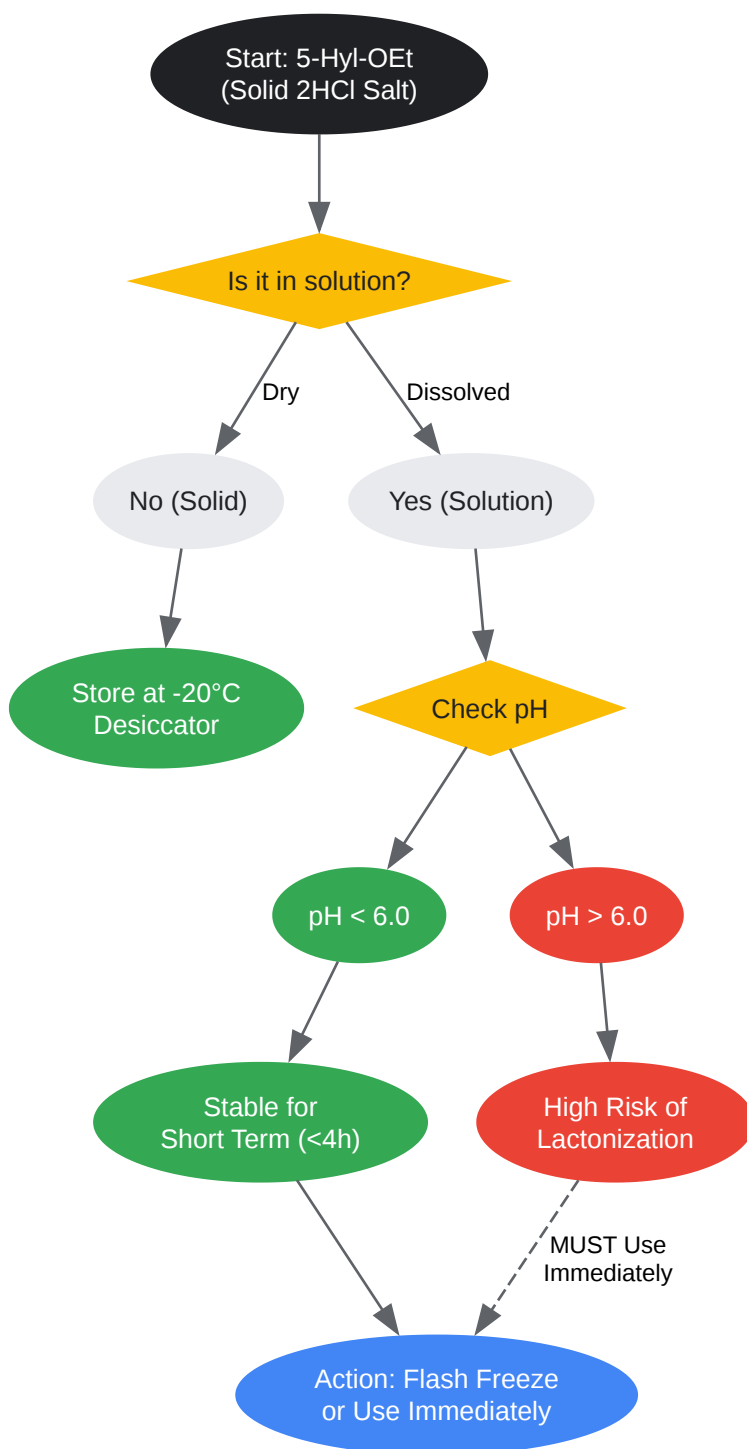 Start: 5-Hyl-OEt
(Solid 2HCl Salt)
Is it in solution?
Dry
Dissolved
No (Solid)
Yes (Solution)
Store at -20°C
Desiccator
Check pH
pH < 6.0
pH > 6.0
Stable for
Short Term (<4h)
High Risk of
Lactonization
MUST Use
Immediately
Action: Flash Freeze
or Use Immediately